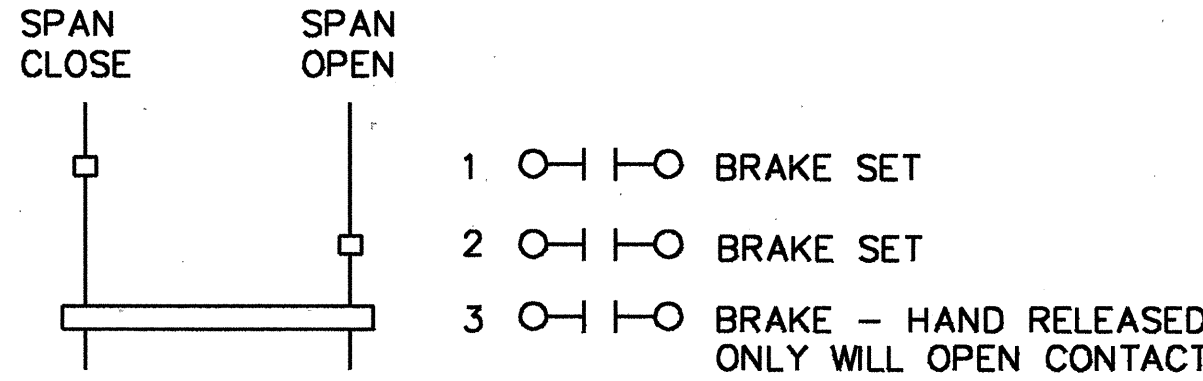 SPAN CLOSE
SPAN OPEN
1 BRAKE SET
2 BRAKE SET
3 BRAKE – HAND RELEASED
ONLY WILL OPEN CONTACT